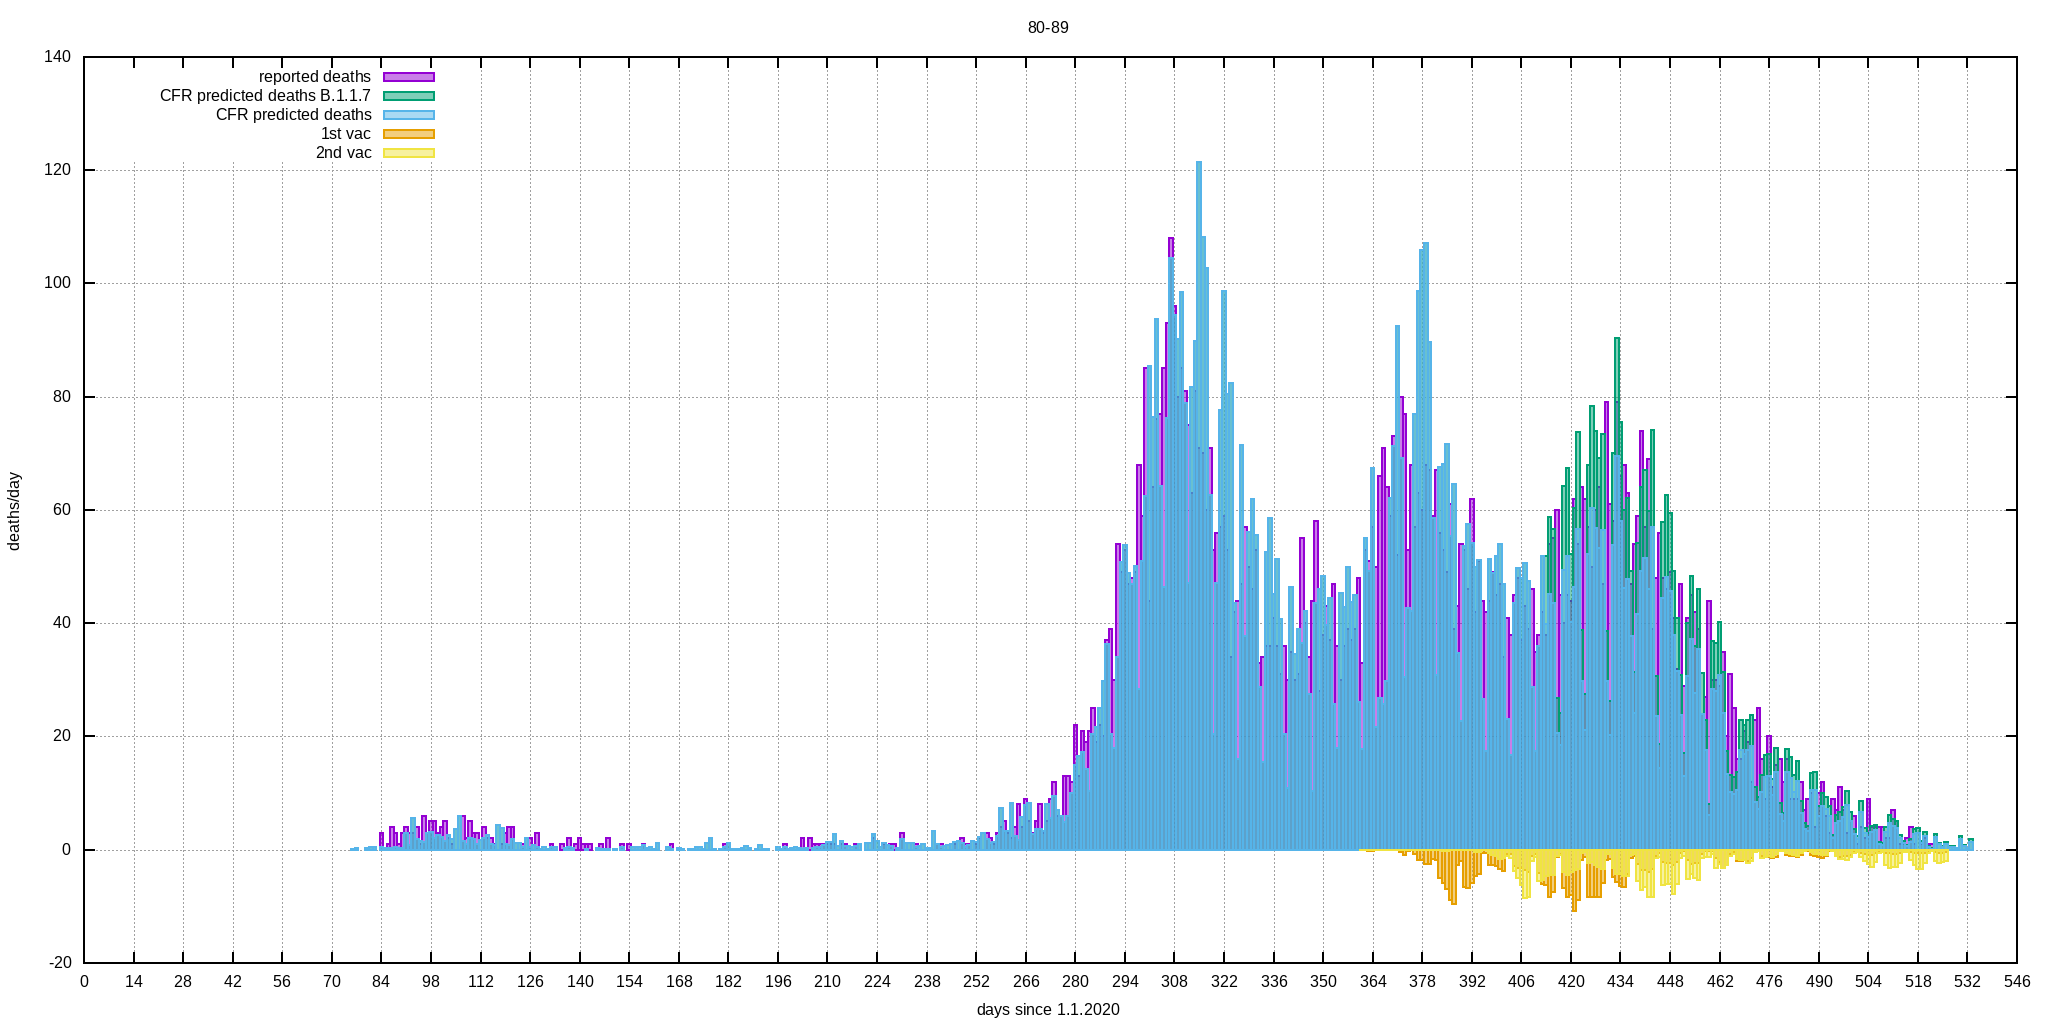 80-89
140
120
100
80
60
40
20
0
-20
deaths/day
reported deaths
CFR predicted deaths B.1.1.7
CFR predicted deaths
1st vac
2nd vac
0 14 28 42 56 70 84 98 112 126 140 154 168 182 196 210 224 238 252 266 280 294 308 322 336 350 364 378 392 406 420 434 448 462 476 490 504 518 532 546
days since 1.1.2020